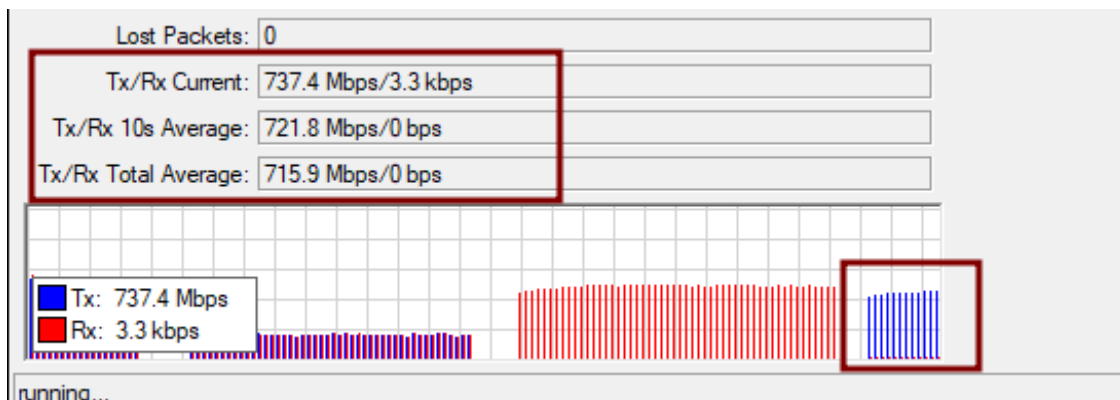 Lost Packets: 0
Tx/Rx Current: 737.4 Mbps/3.3 kbps
Tx/Rx 10s Average: 721.8 Mbps/0 bps
Tx/Rx Total Average: 715.9 Mbps/0 bps
Tx: 737.4 Mbps
Rx: 3.3 kbps
running...